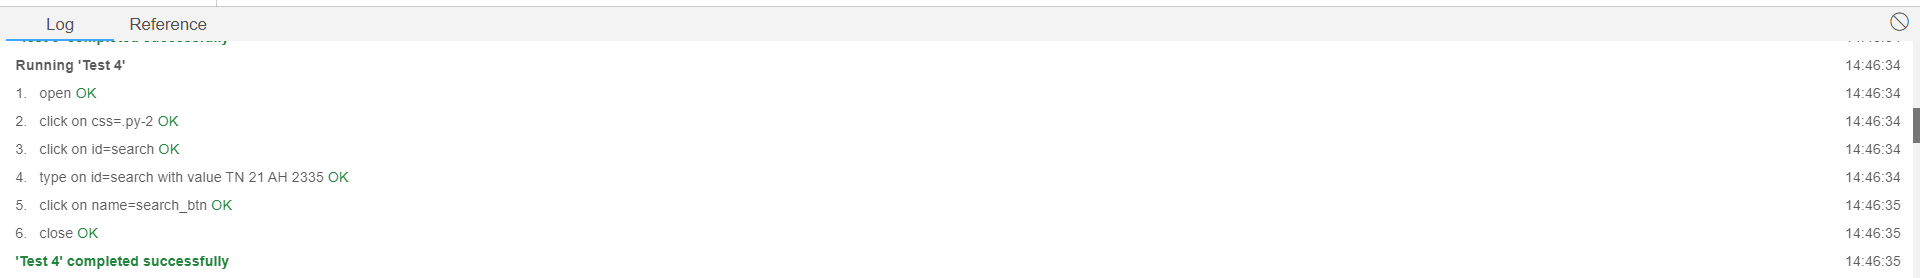 Log Reference
Running 'Test 4' 14:46:34
1. open OK 14:46:34
2. click on css=.py-2 OK 14:46:34
3. click on id=search OK 14:46:34
4. type on id=search with value TN 21 AH 2335 OK 14:46:34
5. click on name=search_btn OK 14:46:35
6. close OK 14:46:35
'Test 4' completed successfully 14:46:35